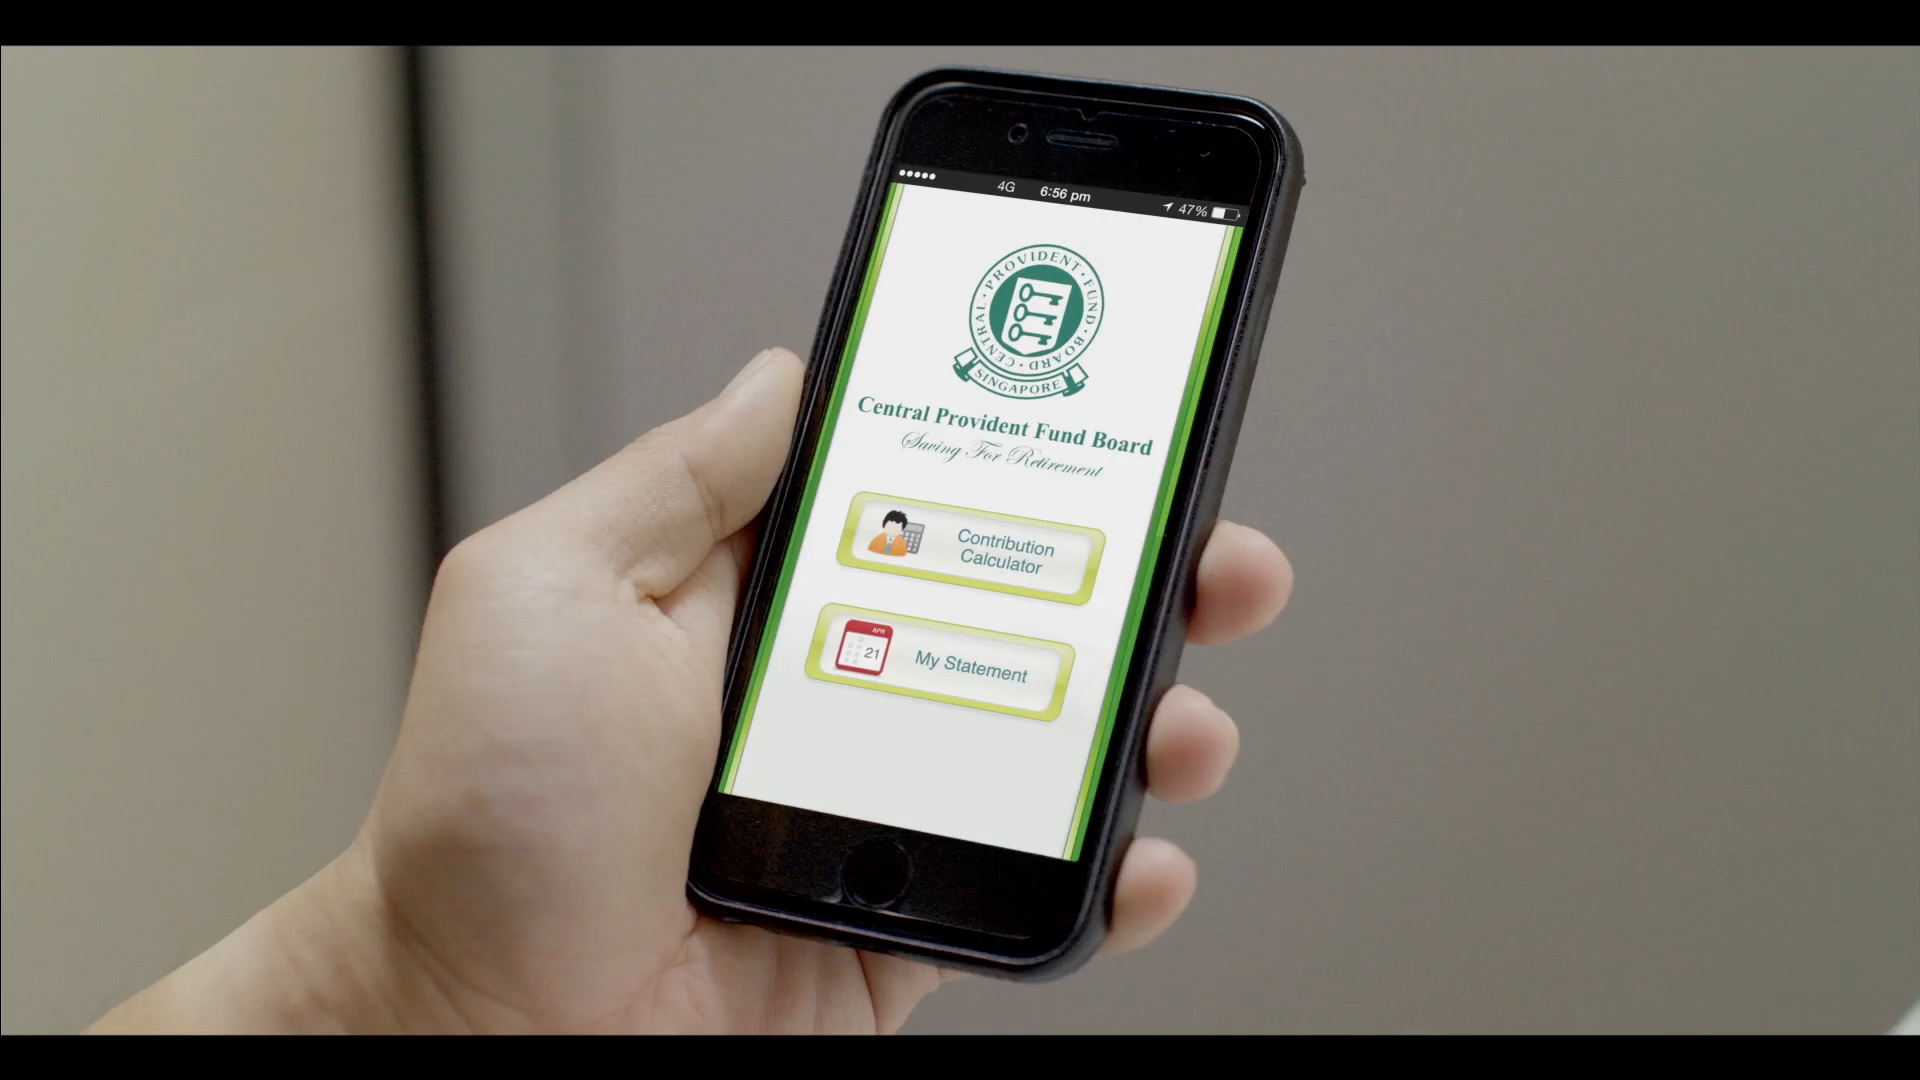 4G 6:56 pm 47%
CENTRAL · PROVIDENT · FUND · BOARD ·
SINGAPORE
Central Provident Fund Board
Saving For Retirement
Contribution
Calculator
APR
21
My Statement